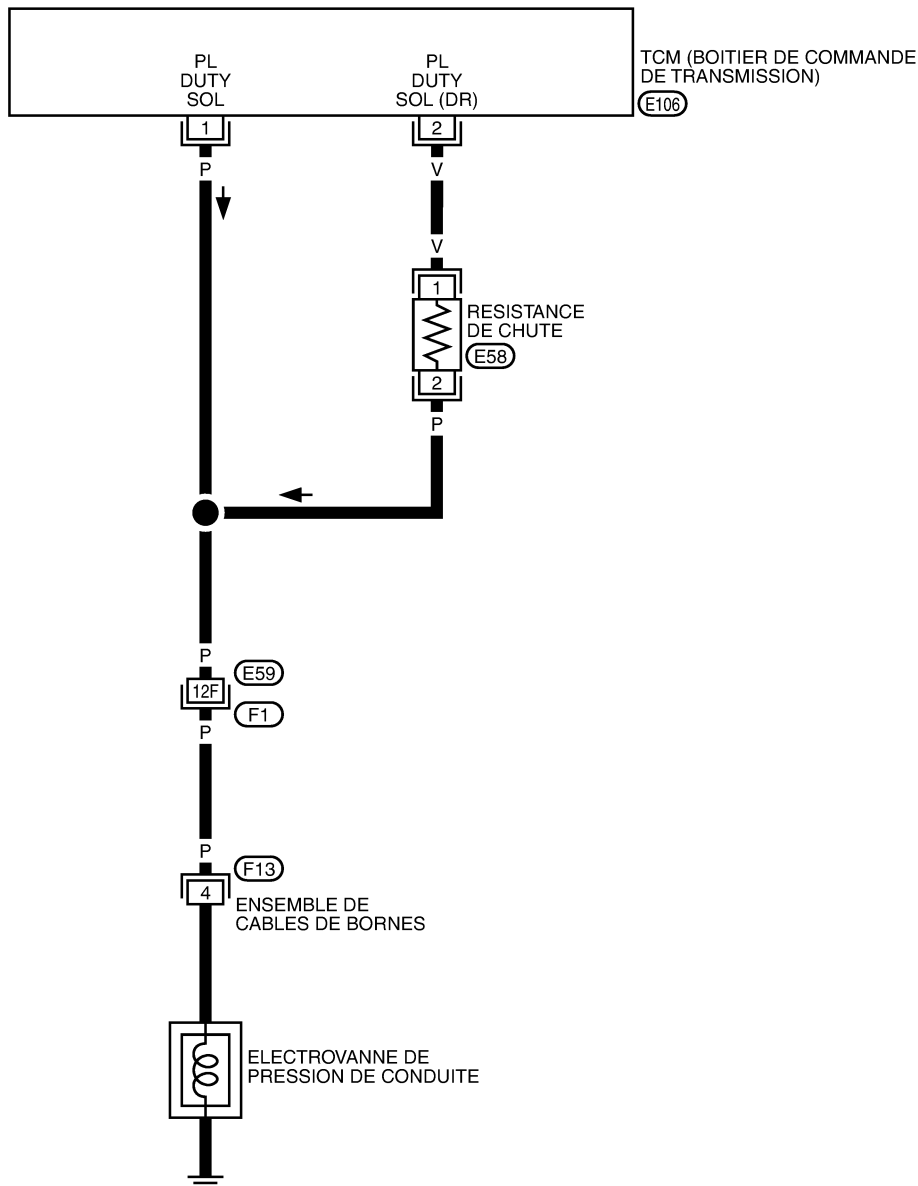 PL
DUTY
SOL
PL
DUTY
SOL (DR)
TCM (BOITIER DE COMMANDE
DE TRANSMISSION)
E106
1
2
P
V
V
1
RESISTANCE
DE CHUTE
E58
2
P
P
E59
12F
F1
P
P
F13
4
ENSEMBLE DE
CABLES DE BORNES
ELECTROVANNE DE
PRESSION DE CONDUITE